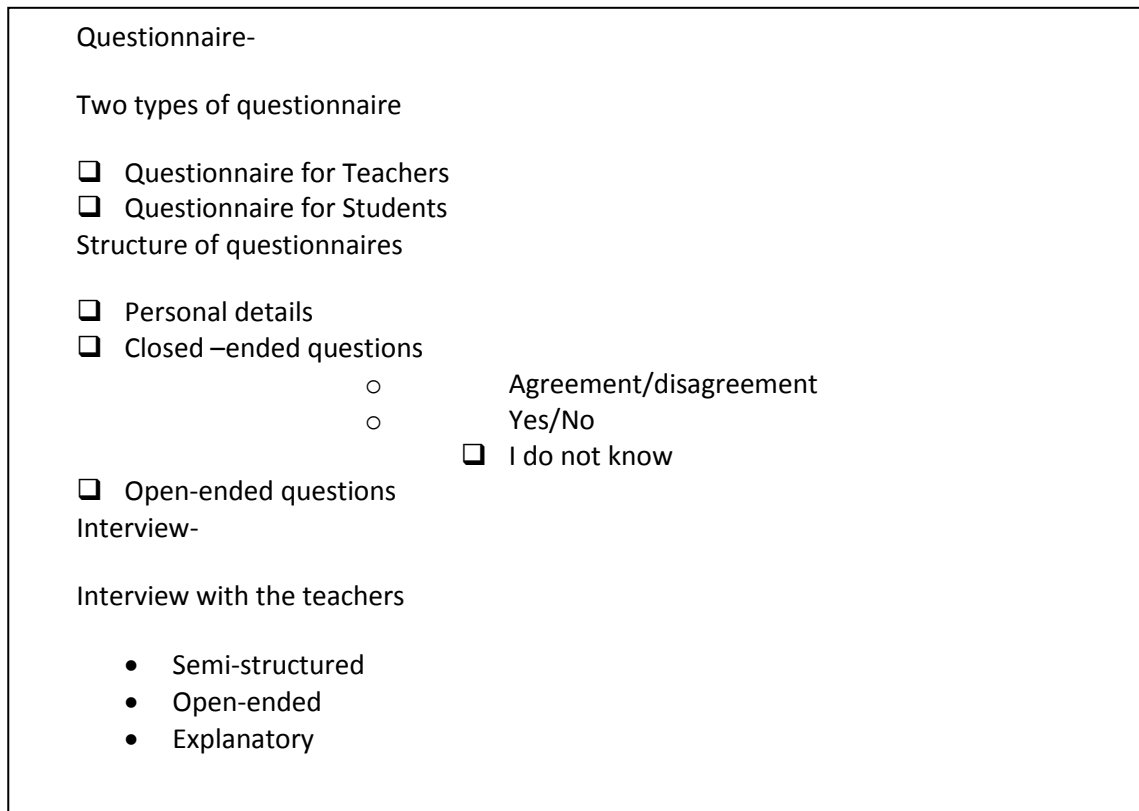 Questionnaire-
Two types of questionnaire
❑ Questionnaire for Teachers
❑ Questionnaire for Students
Structure of questionnaires
❑ Personal details
❑ Closed –ended questions
o Agreement/disagreement
o Yes/No
❑ I do not know
❑ Open-ended questions
Interview-
Interview with the teachers
• Semi-structured
• Open-ended
• Explanatory